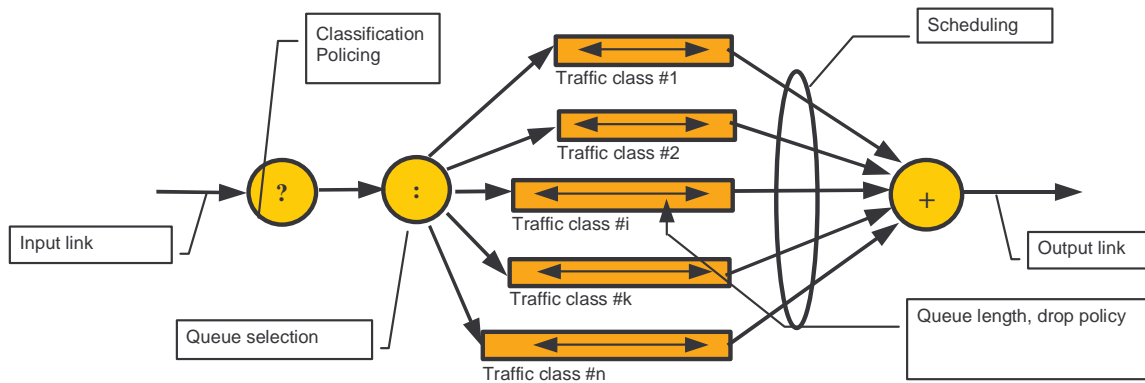 Classification
Policing
Scheduling
Traffic class #1
Traffic class #2
?
:
+
Traffic class #i
Input link
Output link
Traffic class #k
Queue length, drop policy
Queue selection
Traffic class #n